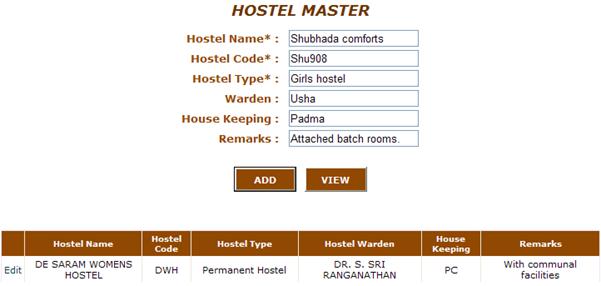 HOSTEL MASTER
Hostel Name* : Shubhada comforts
Hostel Code* : Shu908
Hostel Type* : Girls hostel
Warden : Usha
House Keeping : Padma
Remarks : Attached batch rooms.
ADD VIEW
Hostel Name Hostel Code Hostel Type Hostel Warden House Keeping Remarks
Edit DE SARAM WOMENS HOSTEL DWH Permanent Hostel DR. S. SRI RANGANATHAN PC With communal facilities